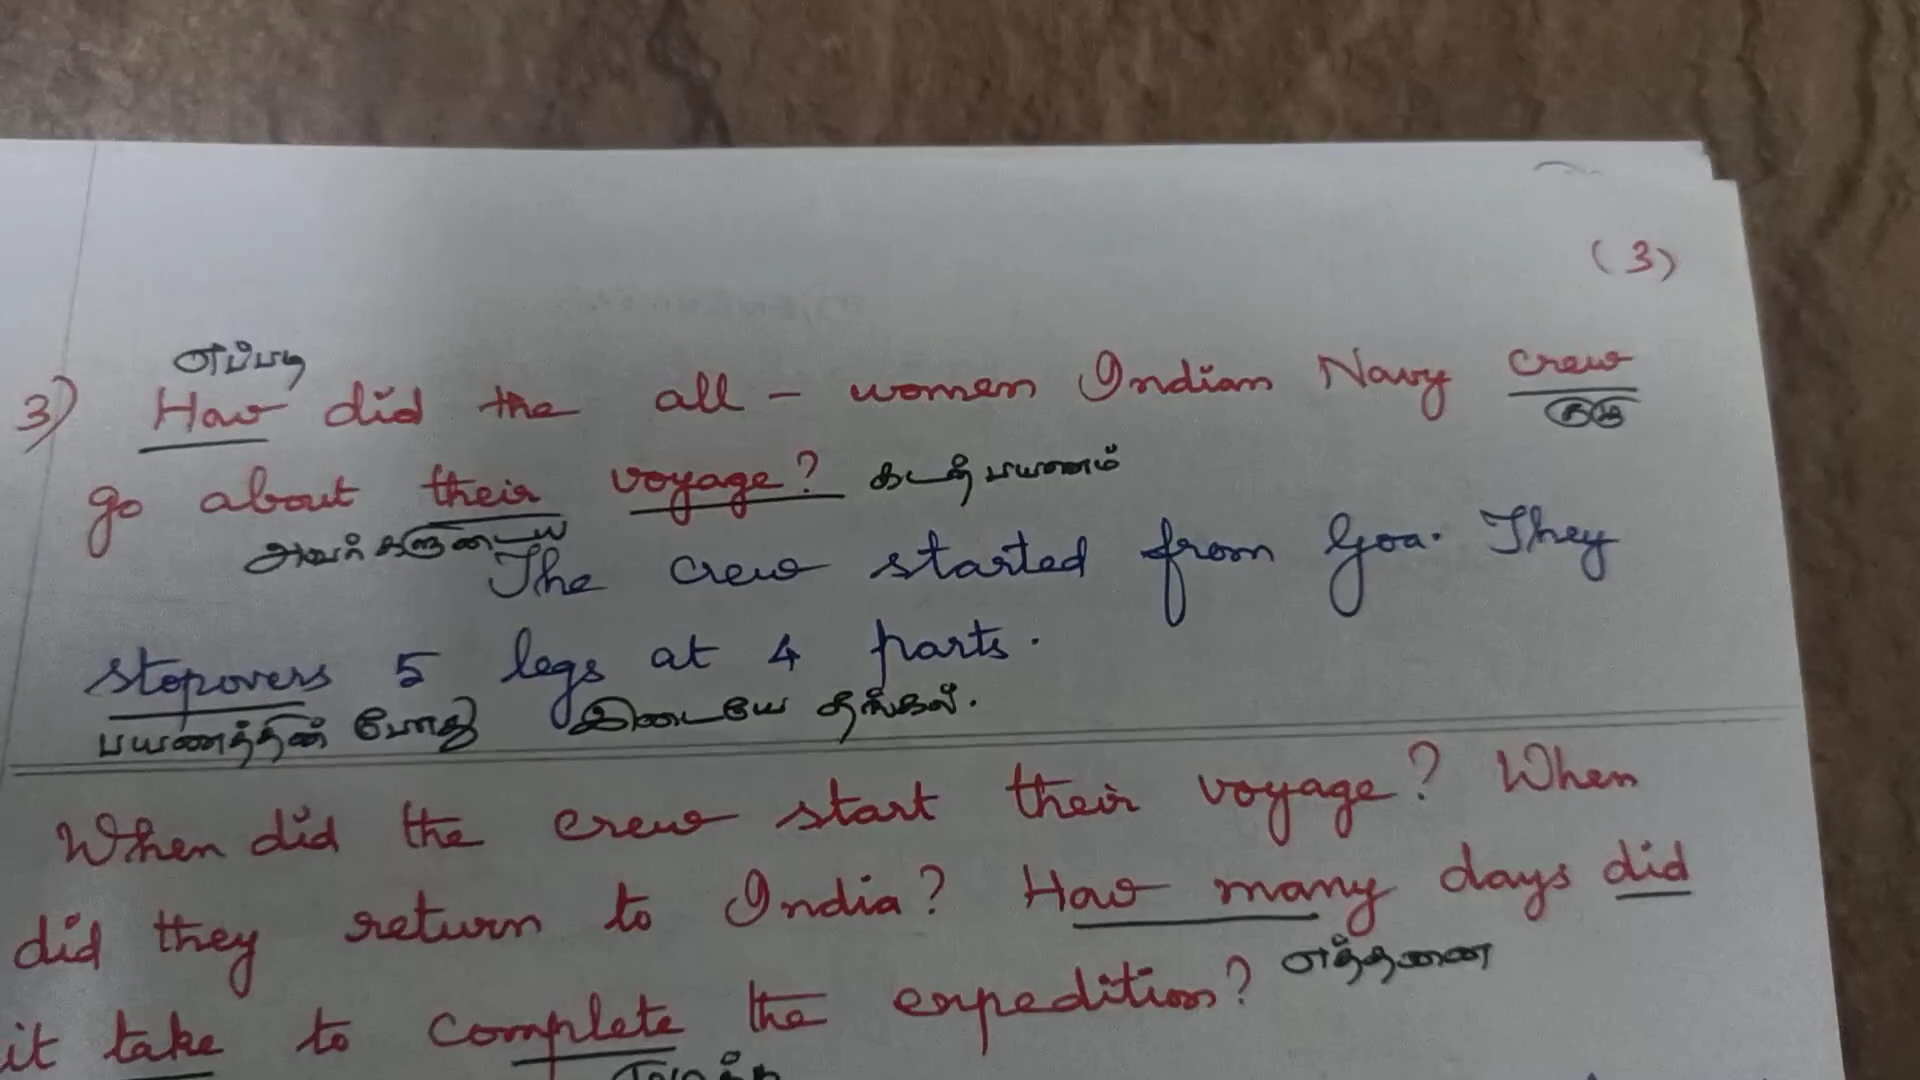 (3)
எப்படி
3) How did the all - women Indian Navy crew
குழு
go about their voyage? கடற் பயணம்
அவர்களுடைய
The crew started from Goa. They
stopovers 5 legs at 4 parts.
பயணத்தின் போது இடையே தங்கல்.
When did the crew start their voyage? When
did they return to India? How many days did
எத்தனை
it take to complete the expedition?